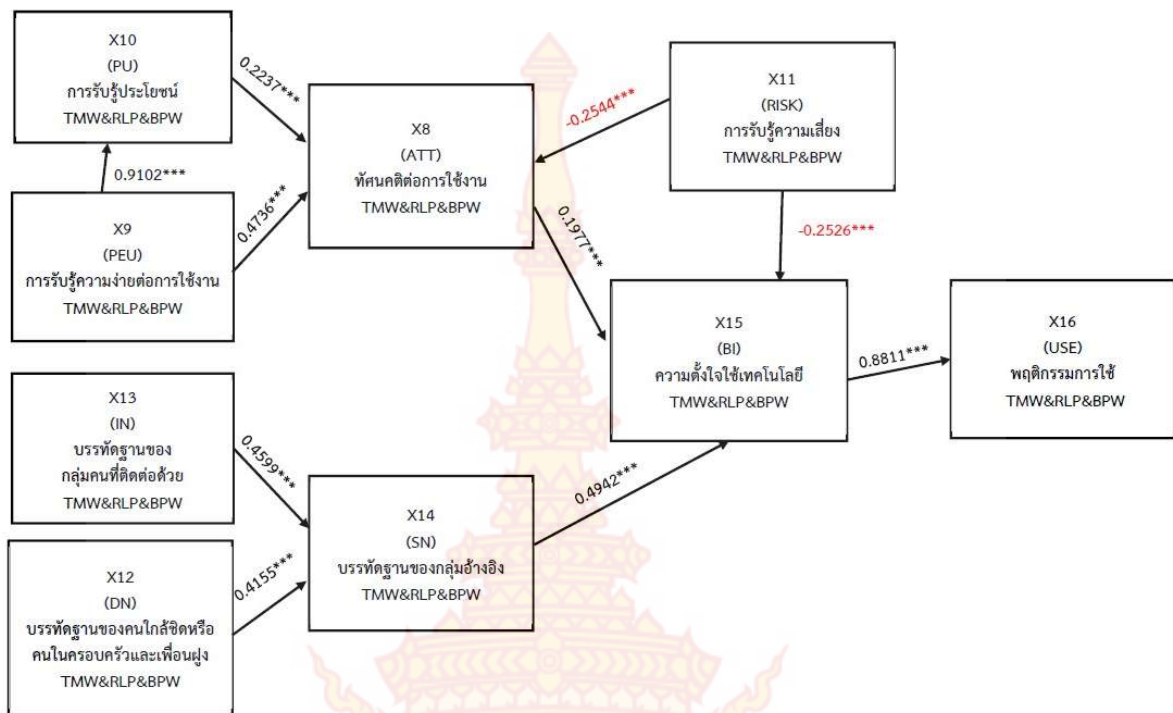 X10
(PU)
การรับรู้ประโยชน์
TMW&RLP&BPW
0.2237***
0.9102***
X9
(PEU)
การรับรู้ความง่ายต่อการใช้งาน
TMW&RLP&BPW
0.4736***
X8
(ATT)
ทัศนคติต่อการใช้งาน
TMW&RLP&BPW
-0.2544***
X11
(RISK)
การรับรู้ความเสี่ยง
TMW&RLP&BPW
0.1977***
-0.2526***
X15
(BI)
ความตั้งใจใช้เทคโนโลยี
TMW&RLP&BPW
0.8811***
X16
(USE)
พฤติกรรมการใช้
TMW&RLP&BPW
X13
(IN)
บรรทัดฐานของ
กลุ่มคนที่ติดต่อด้วย
TMW&RLP&BPW
0.4599***
X14
(SN)
บรรทัดฐานของกลุ่มอ้างอิง
TMW&RLP&BPW
0.4942***
X12
(DN)
บรรทัดฐานของคนใกล้ชิดหรือ
คนในครอบครัวและเพื่อนฝูง
TMW&RLP&BPW
0.4155***